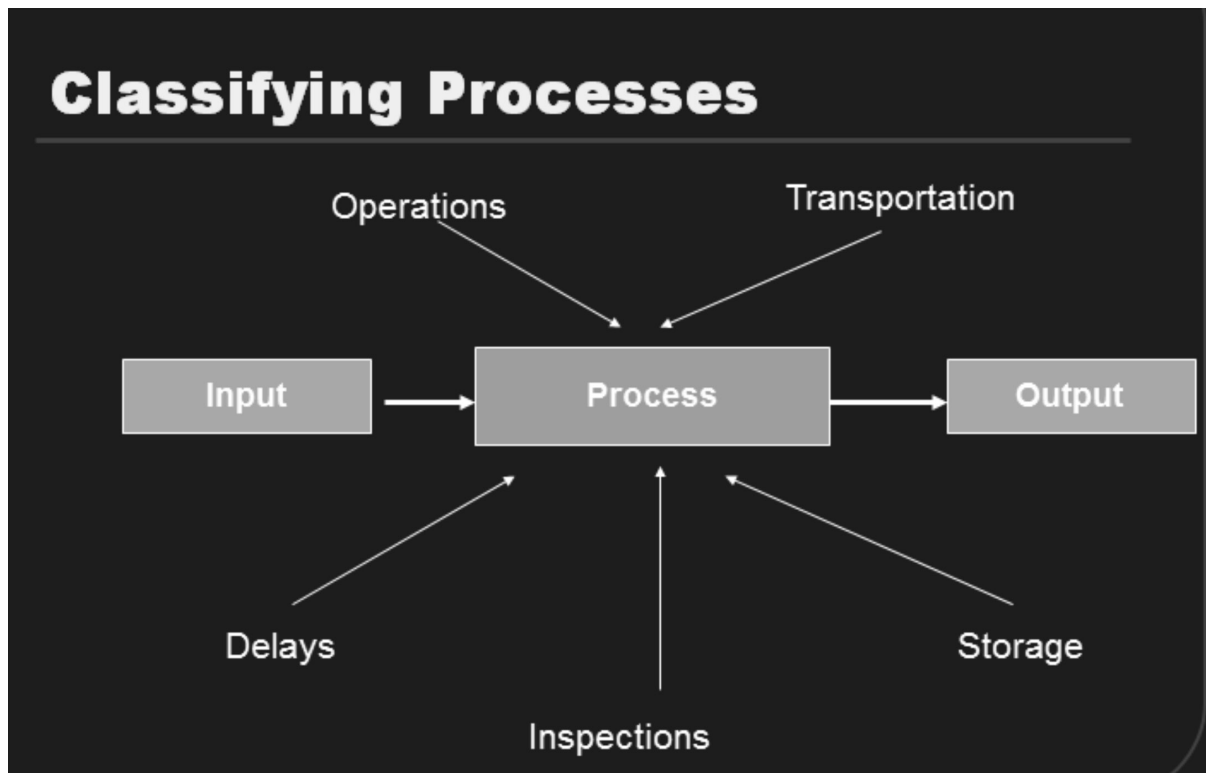 Classifying Processes
Operations
Transportation
Input
Process
Output
Delays
Storage
Inspections